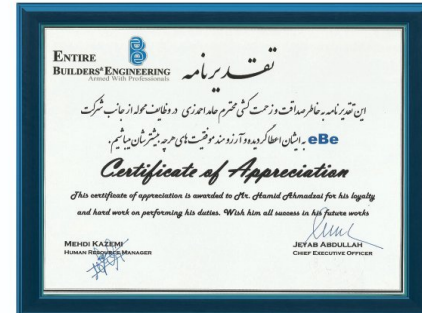 ENTIRE
BUILDERS & ENGINEERING
Armed With Professionals
تقدیرنامه
این تقدیرنامه به خاطر صداقت و زحمت کشی محترم حامد احمدزی در وظایف محوله از جانب شرکت
eBe به ایشان اعطا گردیده و آرزومند موفقیت های هرچه بیشترشان میباشیم.
Certificate of Appreciation
This certificate of appreciation is awarded to Mr. Hamid Ahmadzai for his loyalty
and hard work on performing his duties. Wish him all success in his future works
MEHDI KAZEMI
HUMAN RESOURCE MANAGER
JEYAB ABDULLAH
CHIEF EXECUTIVE OFFICER